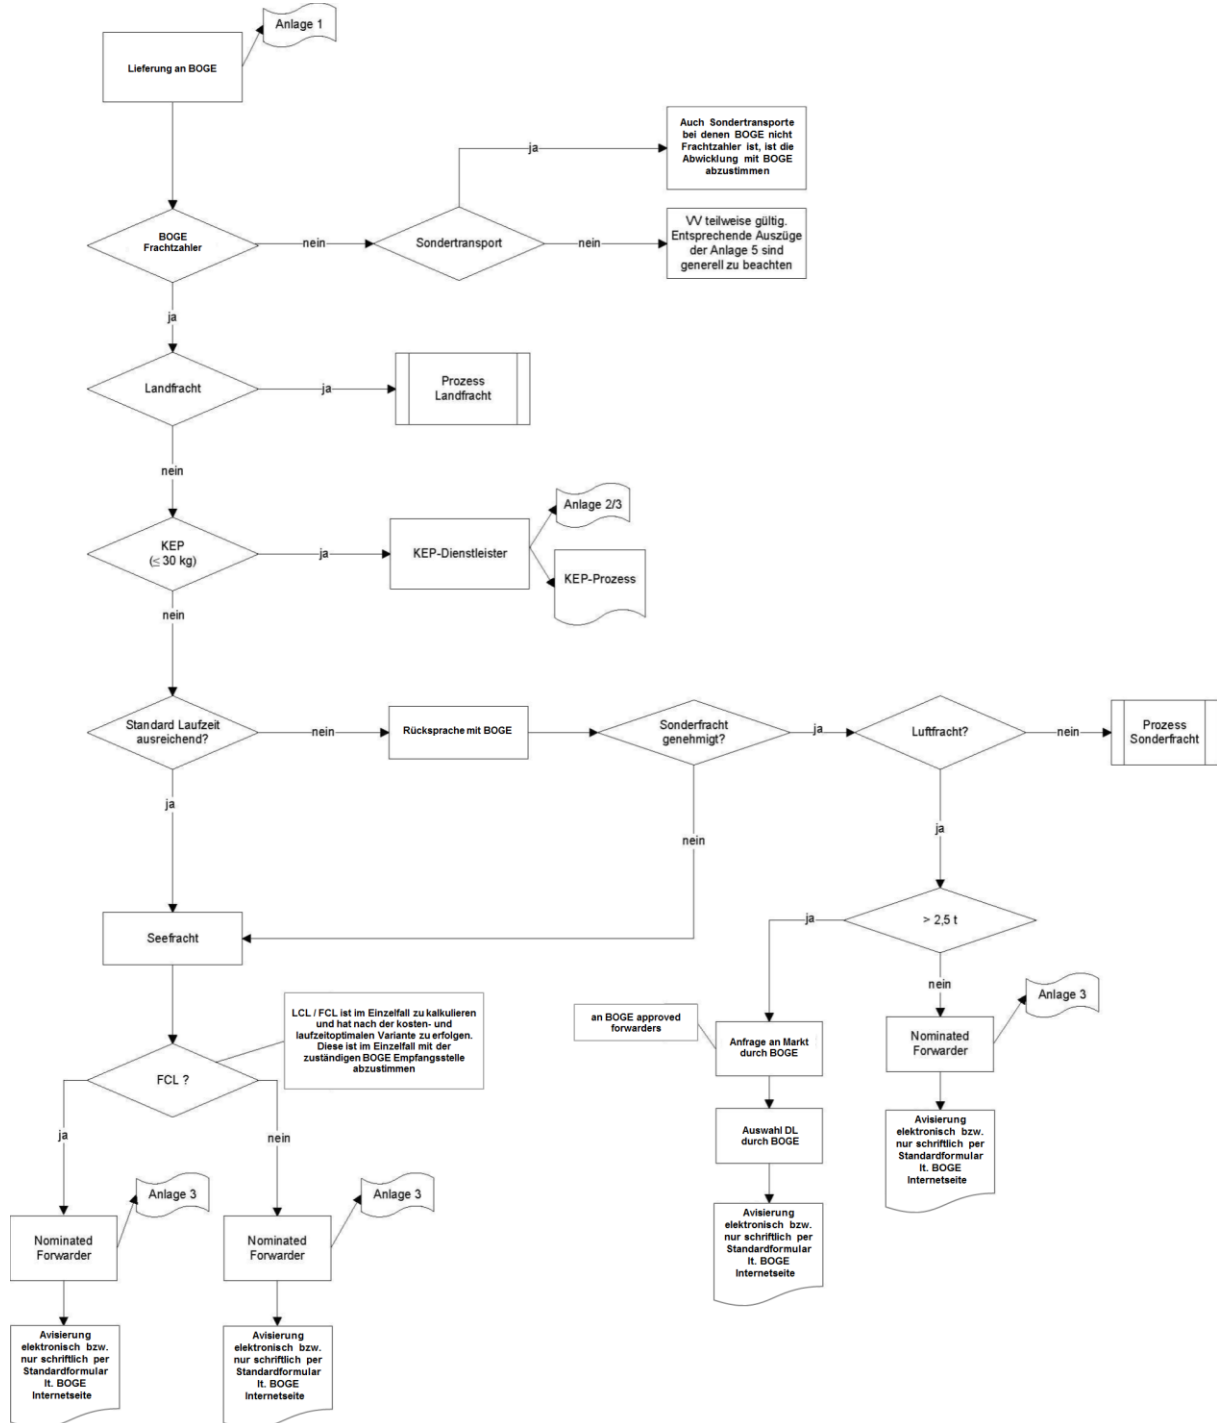 Anlage 1
Lieferung an BOGE
Auch Sondertransporte
bei denen BOGE nicht
Frachtzahler ist, ist die
Abwicklung mit BOGE
abzustimmen
ja
BOGE
Frachtzahler
nein
Sondertransport
nein
VV teilweise gültig.
Entsprechende Auszüge
der Anlage 5 sind
generell zu beachten
ja
Landfracht
ja
Prozess
Landfracht
nein
KEP
(≤ 30 kg)
ja
KEP-Dienstleister
Anlage 2/3
KEP-Prozess
nein
Standard Laufzeit
ausreichend?
nein
Rücksprache mit BOGE
Sonderfracht
genehmigt?
ja
Luftfracht?
nein
Prozess
Sonderfracht
ja
nein
ja
Seefracht
> 2,5 t
ja
nein
LCL / FCL ist im Einzelfall zu kalkulieren
und hat nach der kosten- und
laufzeitoptimalen Variante zu erfolgen.
Diese ist im Einzelfall mit der
zuständigen BOGE Empfangsstelle
abzustimmen
an BOGE approved
forwarders
Anfrage an Markt
durch BOGE
Nominated
Forwarder
Anlage 3
FCL ?
ja
nein
Auswahl DL
durch BOGE
Avisierung
elektronisch bzw.
nur schriftlich per
Standardformular
lt. BOGE
Internetseite
Anlage 3
Anlage 3
Nominated
Forwarder
Nominated
Forwarder
Avisierung
elektronisch bzw.
nur schriftlich per
Standardformular
lt. BOGE
Internetseite
Avisierung
elektronisch bzw.
nur schriftlich per
Standardformular
lt. BOGE
Internetseite
Avisierung
elektronisch bzw.
nur schriftlich per
Standardformular
lt. BOGE
Internetseite